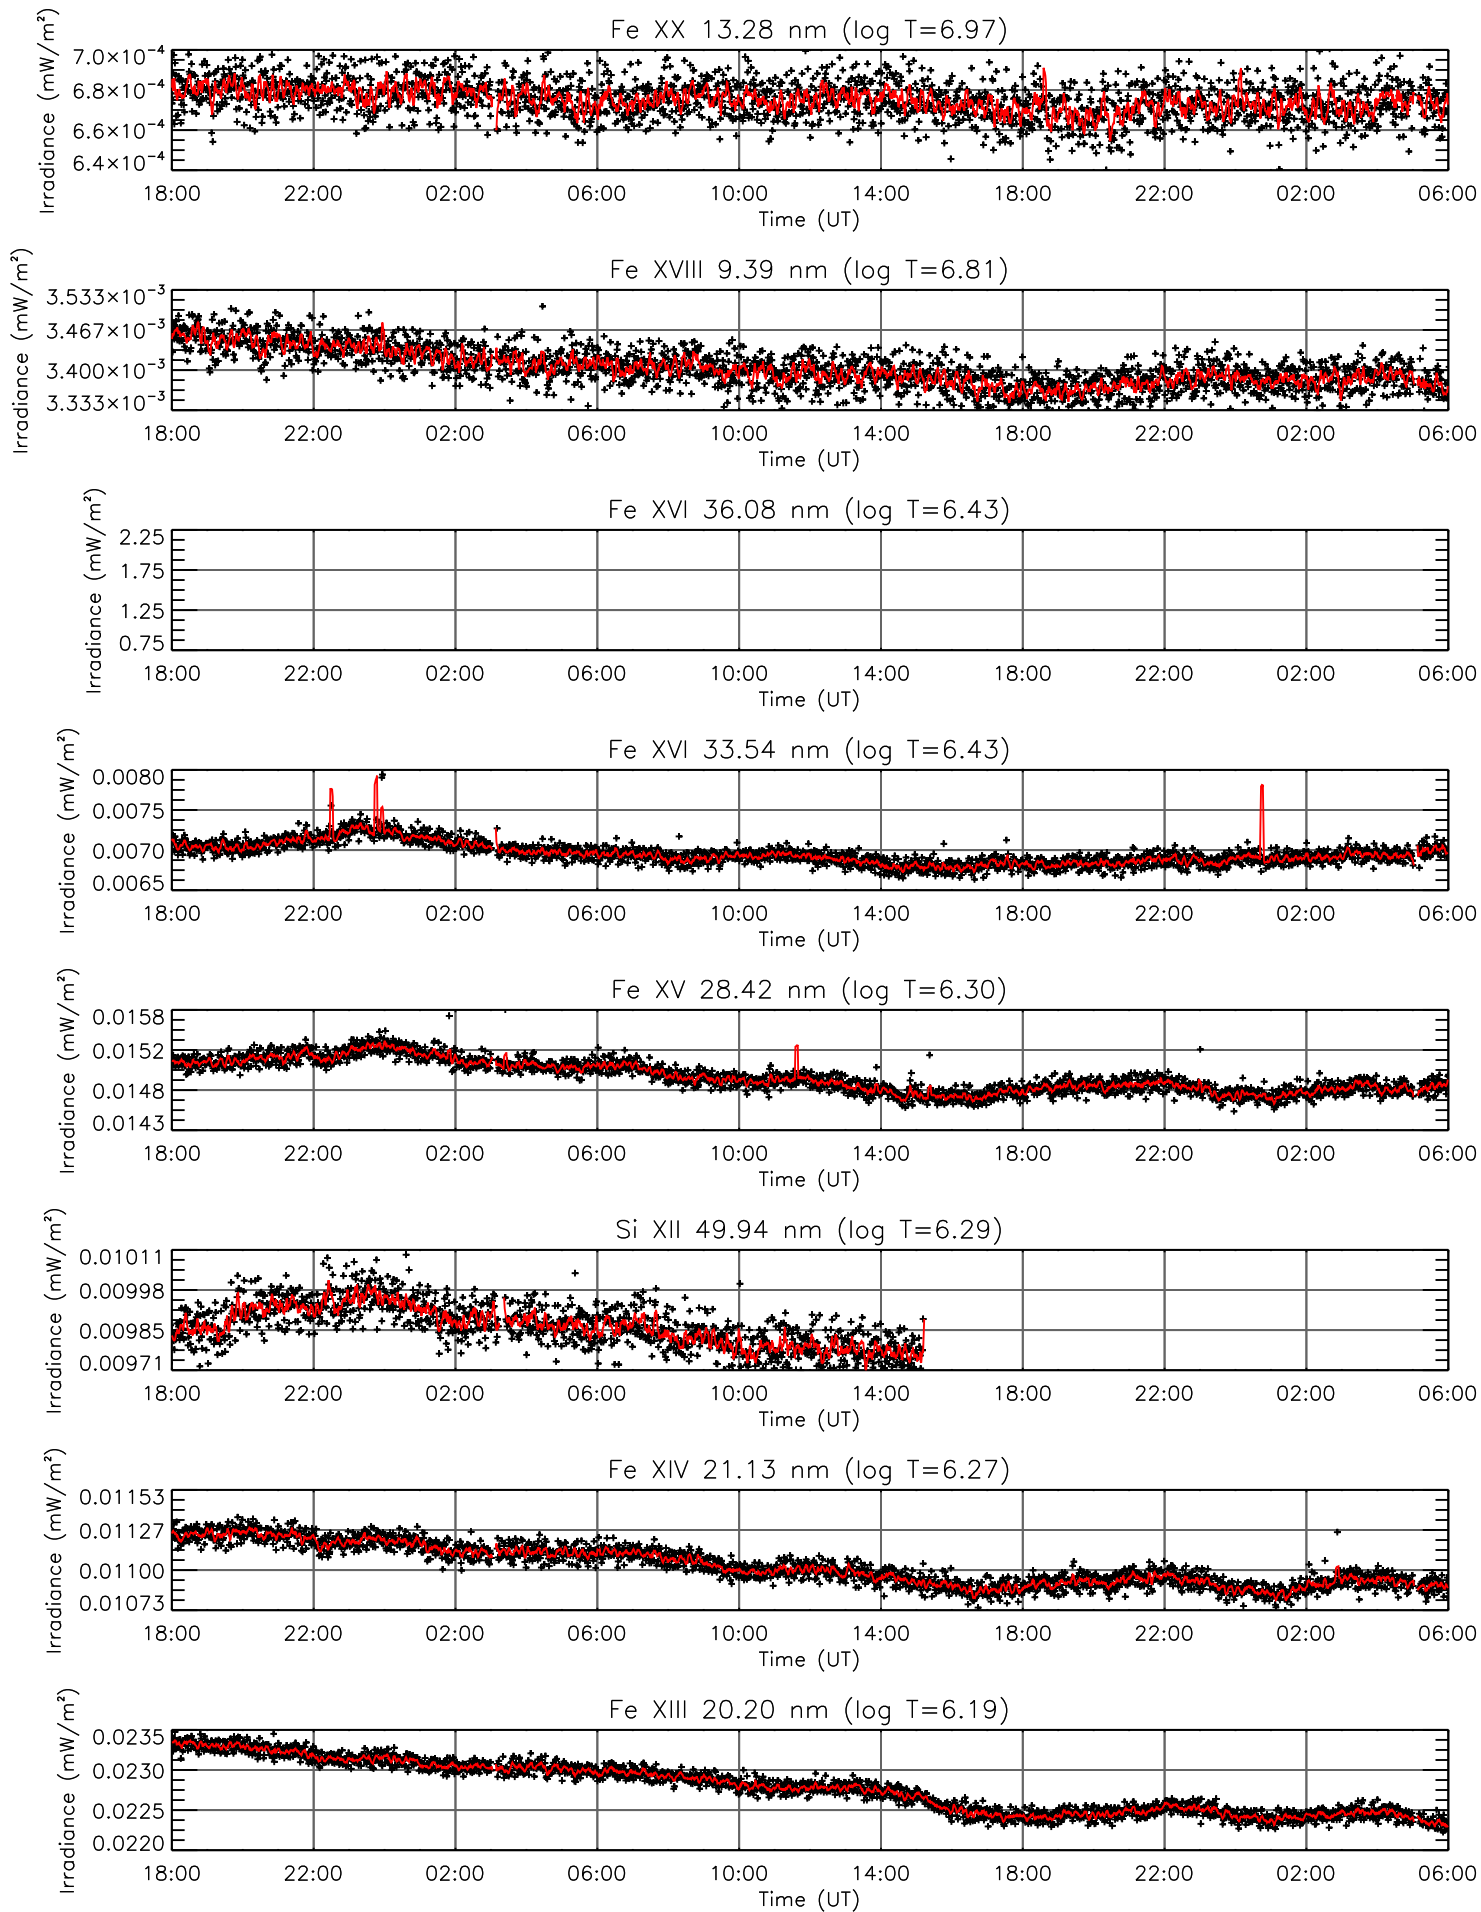 Fe XX 13.28 nm (log T=6.97)
Irradiance (mW/m²)
7.0×10⁻⁴
6.8×10⁻⁴
6.6×10⁻⁴
6.4×10⁻⁴
18:00 22:00 02:00 06:00 10:00 14:00 18:00 22:00 02:00 06:00
Time (UT)
Fe XVIII 9.39 nm (log T=6.81)
Irradiance (mW/m²)
3.533×10⁻³
3.467×10⁻³
3.400×10⁻³
3.333×10⁻³
18:00 22:00 02:00 06:00 10:00 14:00 18:00 22:00 02:00 06:00
Time (UT)
Fe XVI 36.08 nm (log T=6.43)
Irradiance (mW/m²)
2.25
1.75
1.25
0.75
18:00 22:00 02:00 06:00 10:00 14:00 18:00 22:00 02:00 06:00
Time (UT)
Fe XVI 33.54 nm (log T=6.43)
Irradiance (mW/m²)
0.0080
0.0075
0.0070
0.0065
18:00 22:00 02:00 06:00 10:00 14:00 18:00 22:00 02:00 06:00
Time (UT)
Fe XV 28.42 nm (log T=6.30)
Irradiance (mW/m²)
0.0158
0.0152
0.0148
0.0143
18:00 22:00 02:00 06:00 10:00 14:00 18:00 22:00 02:00 06:00
Time (UT)
Si XII 49.94 nm (log T=6.29)
Irradiance (mW/m²)
0.01011
0.00998
0.00985
0.00971
18:00 22:00 02:00 06:00 10:00 14:00 18:00 22:00 02:00 06:00
Time (UT)
Fe XIV 21.13 nm (log T=6.27)
Irradiance (mW/m²)
0.01153
0.01127
0.01100
0.01073
18:00 22:00 02:00 06:00 10:00 14:00 18:00 22:00 02:00 06:00
Time (UT)
Fe XIII 20.20 nm (log T=6.19)
Irradiance (mW/m²)
0.0235
0.0230
0.0225
0.0220
18:00 22:00 02:00 06:00 10:00 14:00 18:00 22:00 02:00 06:00
Time (UT)